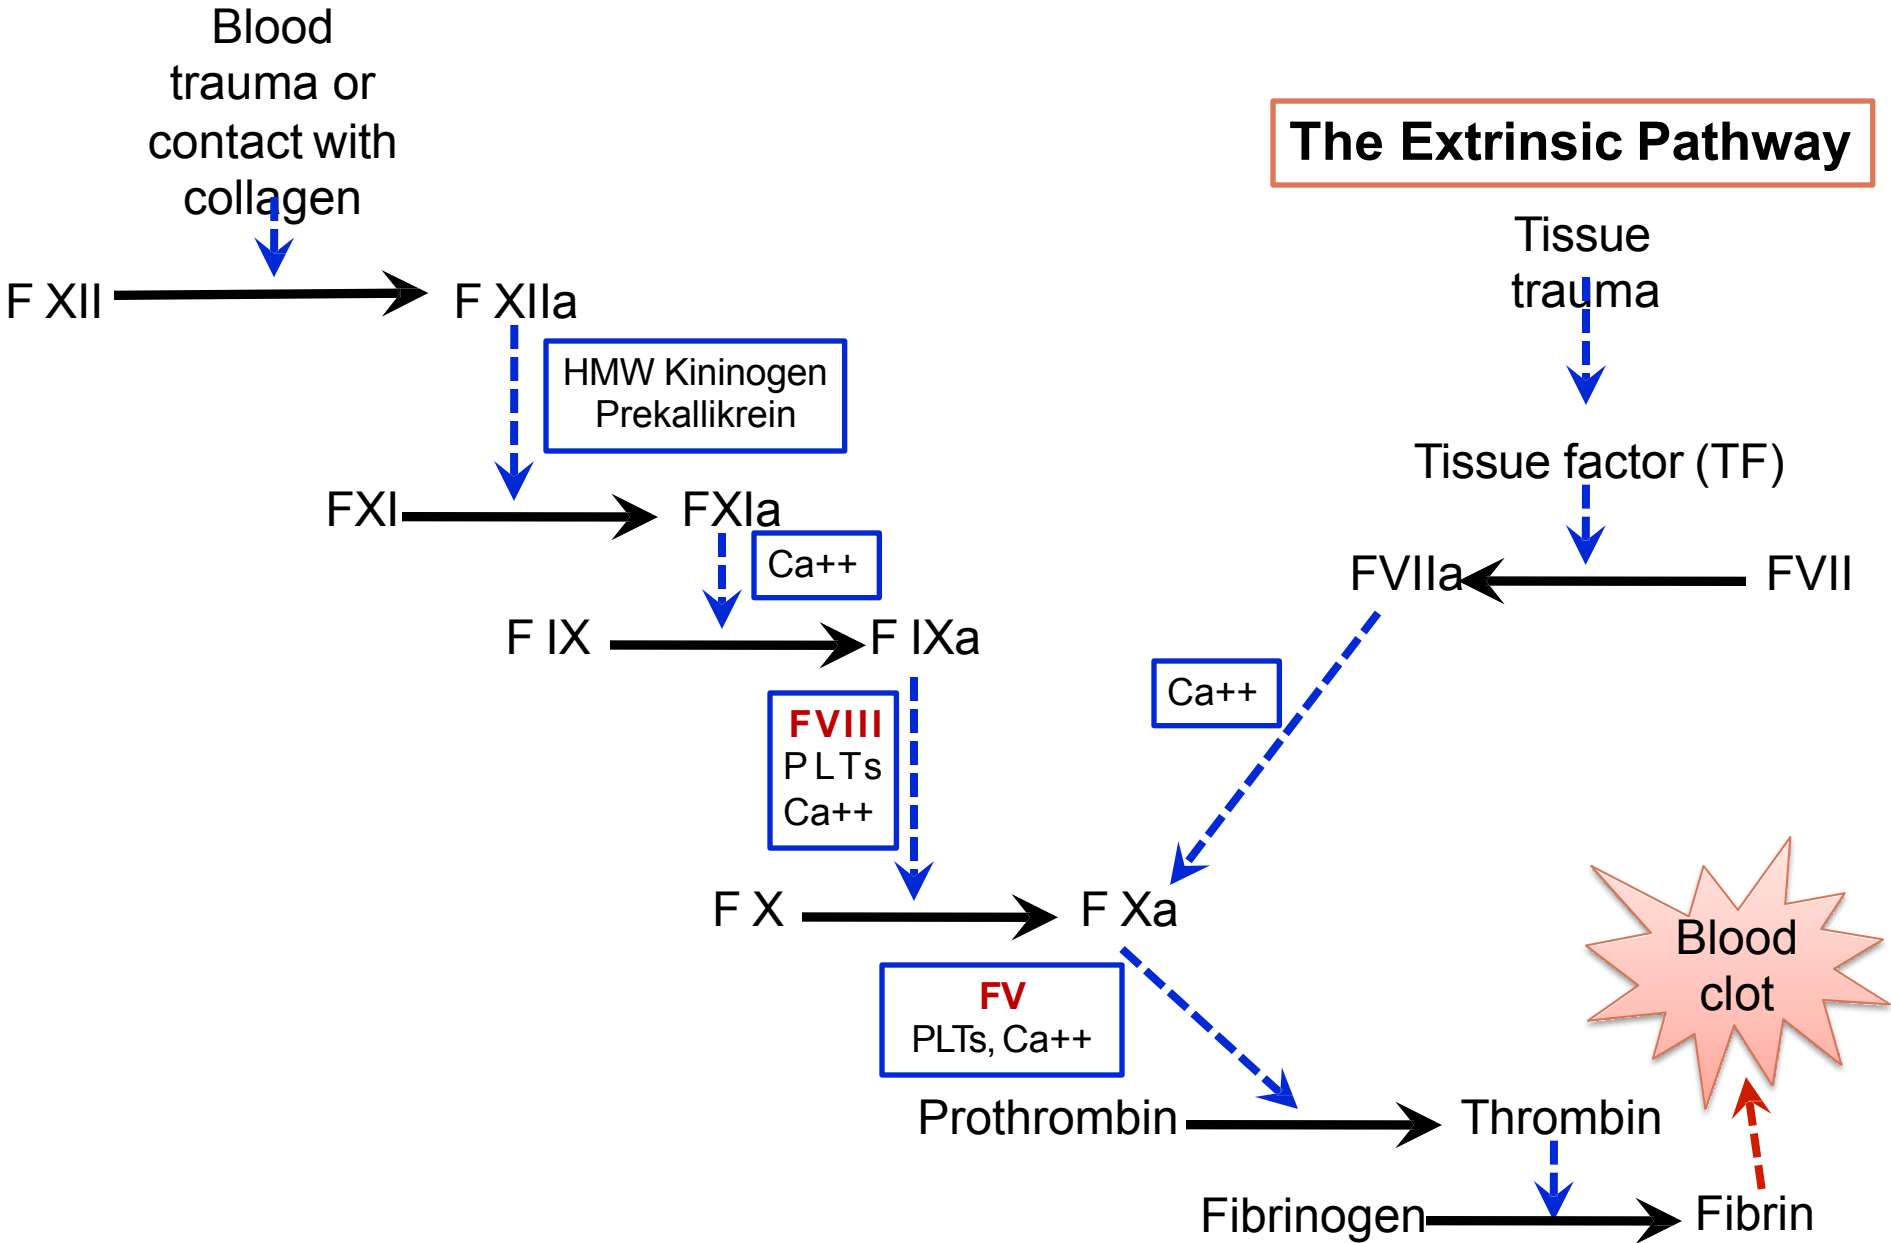 Blood
trauma or
contact with
collagen
The Extrinsic Pathway
Tissue
trauma
F XII
F XIIa
HMW Kininogen
Prekallikrein
Tissue factor (TF)
FXI
FXIa
Ca++
FVIIa
FVII
F IX
F IXa
Ca++
FVIII
PLTs
Ca++
F X
F Xa
Blood
clot
FV
PLTs, Ca++
Prothrombin
Thrombin
Fibrinogen
Fibrin